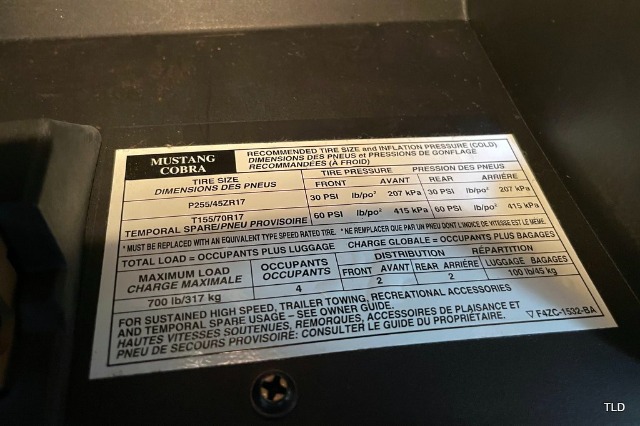 MUSTANG COBRA
RECOMMENDED TIRE SIZE and INFLATION PRESSURE (COLD)
DIMENSIONS DES PNEUS et PRESSIONS DE GONFLAGE
RECOMMANDÉES (À FROID)
TIRE SIZE
DIMENSIONS DES PNEUS
TIRE PRESSURE PRESSION DES PNEUS
FRONT AVANT REAR ARRIÈRE
P255/45ZR17 30 PSI lb/po² 207 kPa 30 PSI lb/po² 207 kPa
T155/70R17
TEMPORAL SPARE/PNEU PROVISOIRE 60 PSI lb/po² 415 kPa 60 PSI lb/po² 415 kPa
*MUST BE REPLACED WITH AN EQUIVALENT TYPE SPEED RATED TIRE. *NE REMPLACER QUE PAR UN PNEU DONT L'INDICE DE VITESSE EST LE MÊME.
TOTAL LOAD = OCCUPANTS PLUS LUGGAGE CHARGE GLOBALE = OCCUPANTS PLUS BAGAGES
MAXIMUM LOAD
CHARGE MAXIMALE
OCCUPANTS
OCCUPANTS
DISTRIBUTION RÉPARTITION
FRONT AVANT REAR ARRIÈRE LUGGAGE BAGAGES
700 lb/317 kg 4 2 2 100 lb/45 kg
FOR SUSTAINED HIGH SPEED, TRAILER TOWING, RECREATIONAL ACCESSORIES
AND TEMPORAL SPARE USAGE – SEE OWNER GUIDE.
HAUTES VITESSES SOUTENUES, REMORQUES, ACCESSOIRES DE PLAISANCE ET
PNEU DE SECOURS PROVISOIRE: CONSULTER LE GUIDE DU PROPRIÉTAIRE.
▽ F4ZC-1532-BA
TLD